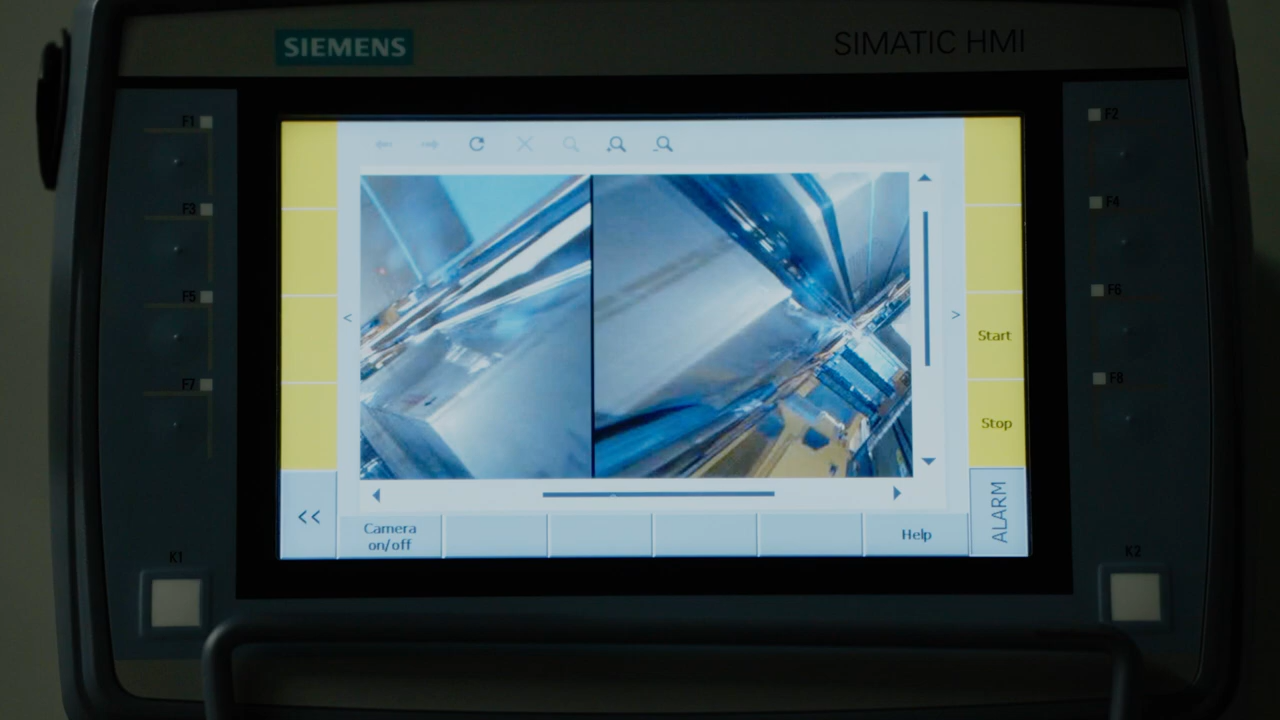 SIEMENS
SIMATIC HMI
F1
F2
F3
F4
F5
F6
Start
F7
F8
Stop
<<
Camera
on/off
Help
ALARM
K1
K2